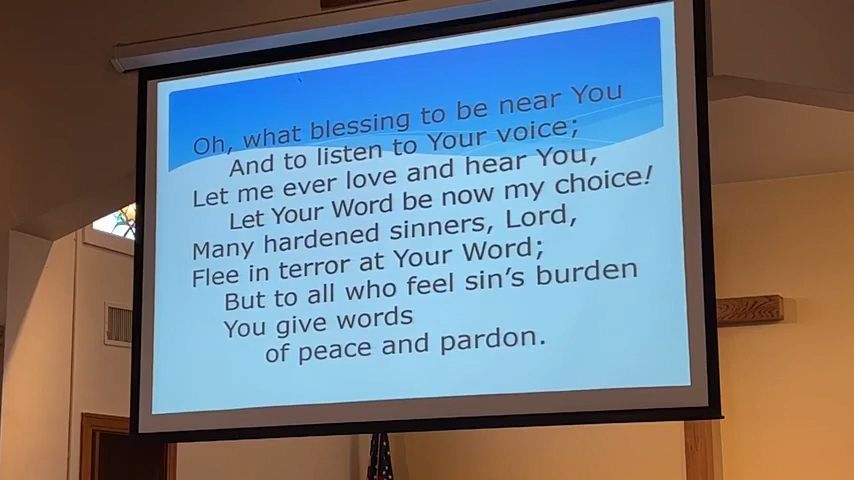 Oh, what blessing to be near You
And to listen to Your voice;
Let me ever love and hear You,
Let Your Word be now my choice!
Many hardened sinners, Lord,
Flee in terror at Your Word;
But to all who feel sin's burden
You give words
of peace and pardon.